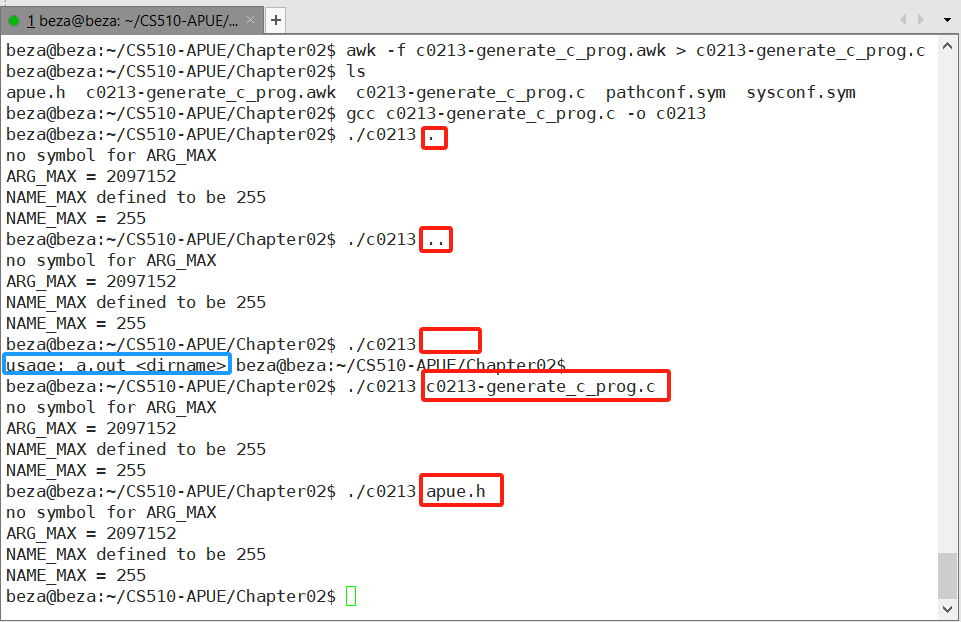 1 beza@beza: ~/CS510-APUE/... × +
beza@beza:~/CS510-APUE/Chapter02$ awk -f c0213-generate_c_prog.awk > c0213-generate_c_prog.c
beza@beza:~/CS510-APUE/Chapter02$ ls
apue.h  c0213-generate_c_prog.awk  c0213-generate_c_prog.c  pathconf.sym  sysconf.sym
beza@beza:~/CS510-APUE/Chapter02$ gcc c0213-generate_c_prog.c -o c0213
beza@beza:~/CS510-APUE/Chapter02$ ./c0213 .
no symbol for ARG_MAX
ARG_MAX = 2097152
NAME_MAX defined to be 255
NAME_MAX = 255
beza@beza:~/CS510-APUE/Chapter02$ ./c0213 ..
no symbol for ARG_MAX
ARG_MAX = 2097152
NAME_MAX defined to be 255
NAME_MAX = 255
beza@beza:~/CS510-APUE/Chapter02$ ./c0213
usage: a.out <dirname> beza@beza:~/CS510-APUE/Chapter02$
beza@beza:~/CS510-APUE/Chapter02$ ./c0213 c0213-generate_c_prog.c
no symbol for ARG_MAX
ARG_MAX = 2097152
NAME_MAX defined to be 255
NAME_MAX = 255
beza@beza:~/CS510-APUE/Chapter02$ ./c0213 apue.h
no symbol for ARG_MAX
ARG_MAX = 2097152
NAME_MAX defined to be 255
NAME_MAX = 255
beza@beza:~/CS510-APUE/Chapter02$